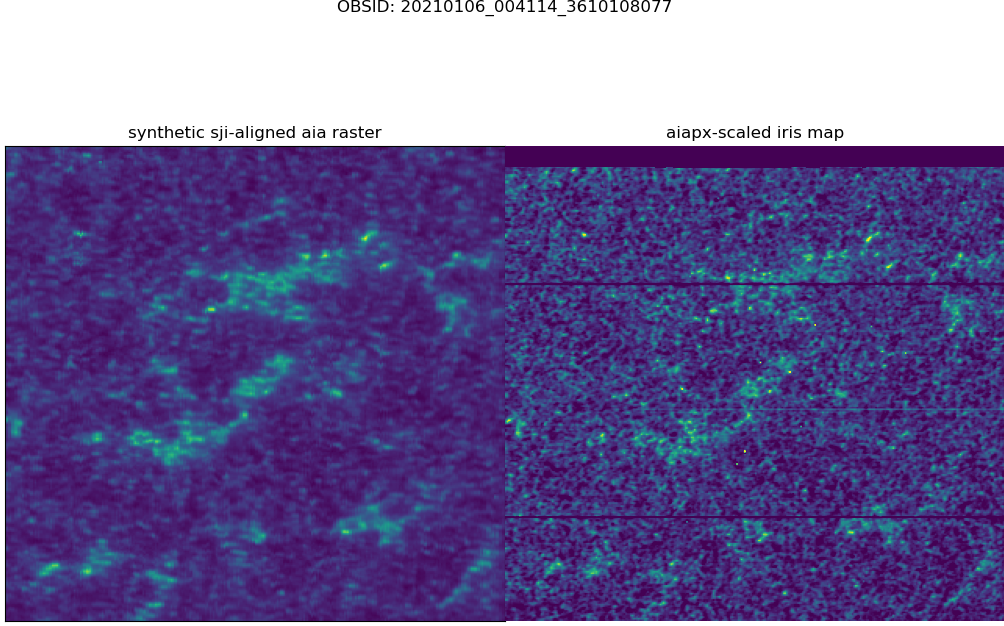 OBSID: 20210106_004114_3610108077
synthetic sji-aligned aia raster
aiapx-scaled iris map